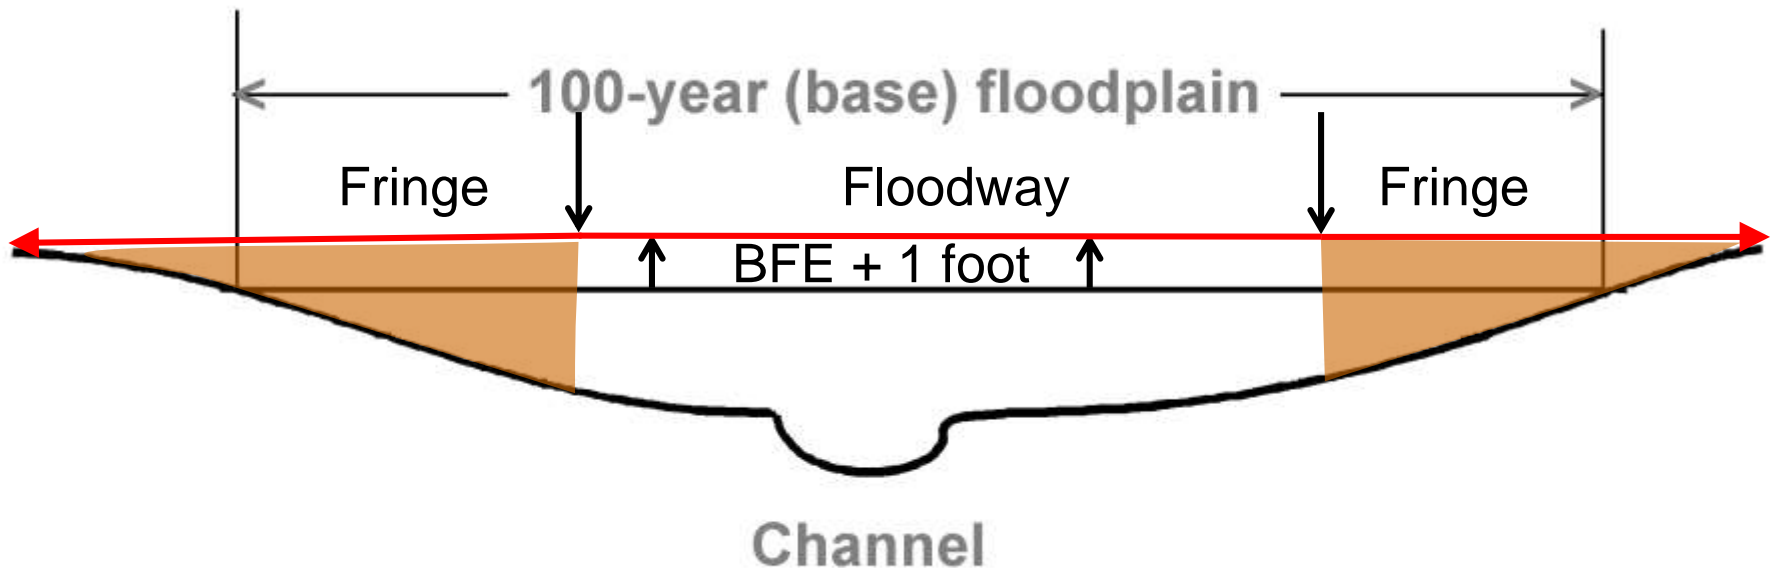 100-year (base) floodplain
Fringe Floodway Fringe
BFE + 1 foot
Channel